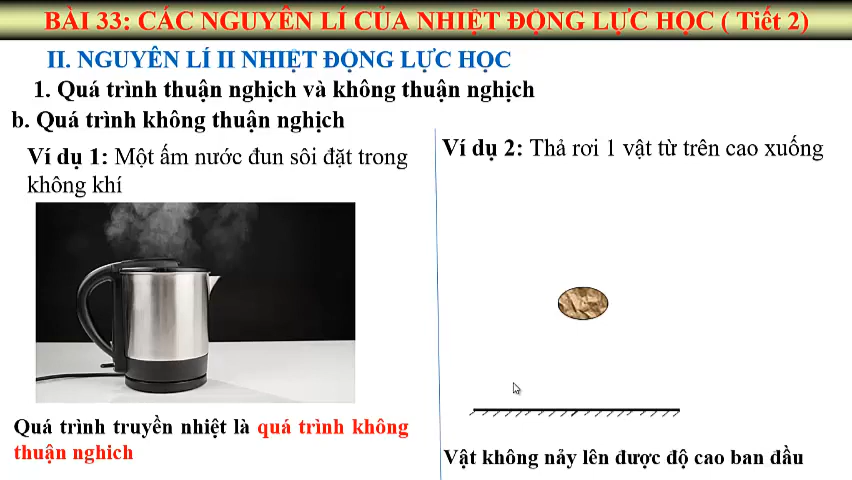 BÀI 33: CÁC NGUYÊN LÍ CỦA NHIỆT ĐỘNG LỰC HỌC ( Tiết 2)
II. NGUYÊN LÍ II NHIỆT ĐỘNG LỰC HỌC
1. Quá trình thuận nghịch và không thuận nghịch
b. Quá trình không thuận nghịch
Ví dụ 1: Một ấm nước đun sôi đặt trong
không khí
Quá trình truyền nhiệt là quá trình không
thuận nghich
Ví dụ 2: Thả rơi 1 vật từ trên cao xuống
Vật không nảy lên được độ cao ban đầu